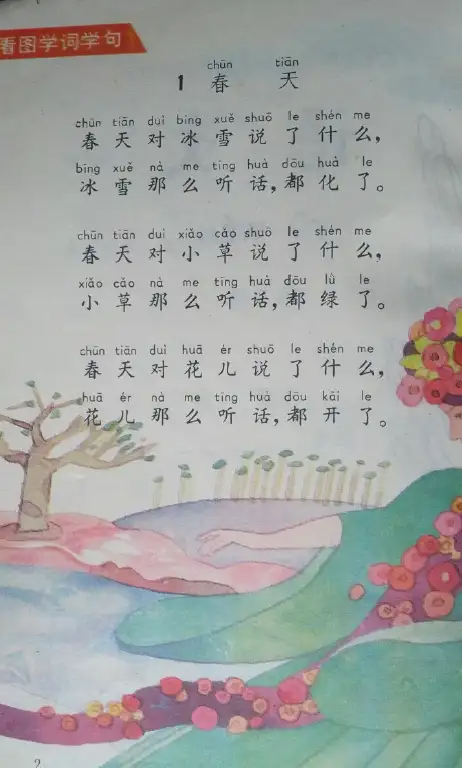 看图学词学句
chūn tiān
1 春 天
chūn tiān duì bīng xuě shuō le shén me
春 天 对 冰 雪 说 了 什 么，
bīng xuě nà me tīng huà dōu huà le
冰 雪 那 么 听 话，都 化 了。
chūn tiān duì xiǎo cǎo shuō le shén me
春 天 对 小 草 说 了 什 么，
xiǎo cǎo nà me tīng huà dōu lǜ le
小 草 那 么 听 话，都 绿 了。
chūn tiān duì huā ér shuō le shén me
春 天 对 花 儿 说 了 什 么，
huā ér nà me tīng huà dōu kāi le
花 儿 那 么 听 话，都 开 了。
2